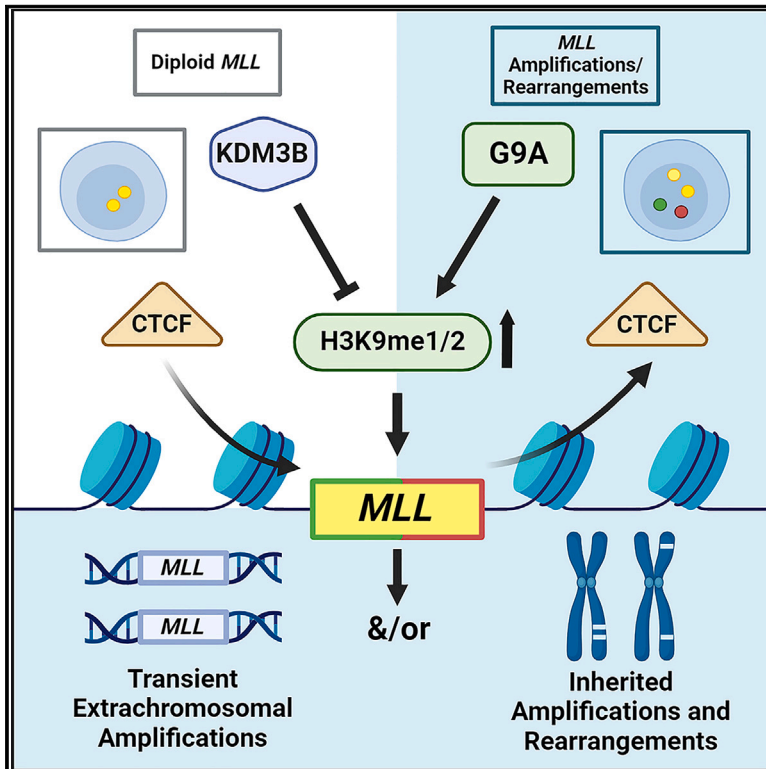 Diploid MLL
MLL
Amplifications/
Rearrangements
KDM3B
G9A
CTCF
H3K9me1/2
CTCF
MLL
MLL
MLL
&/or
Transient
Extrachromosomal
Amplifications
Inherited
Amplifications and
Rearrangements